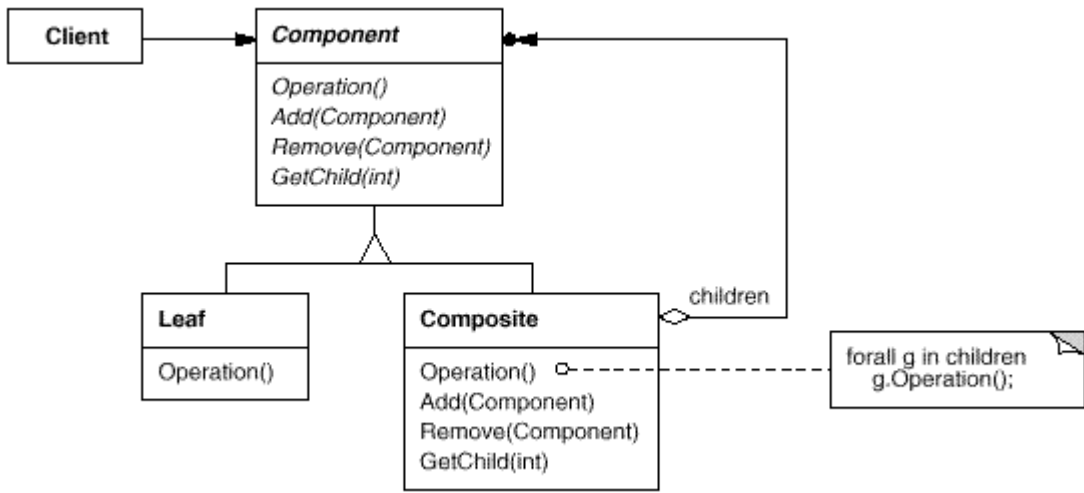 Client
Component
Operation()
Add(Component)
Remove(Component)
GetChild(int)
Leaf
Operation()
Composite
Operation()
Add(Component)
Remove(Component)
GetChild(int)
children
forall g in children
g.Operation();